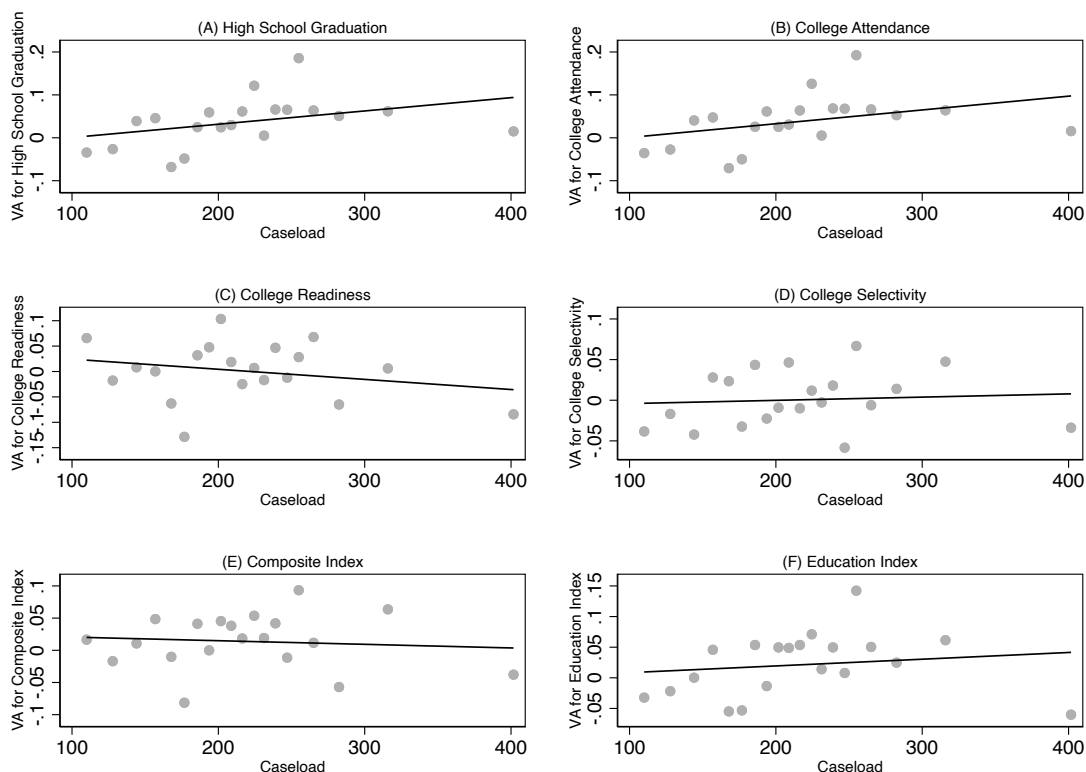 (A) High School Graduation
VA for High School Graduation
-.1 0 .1 .2
100 200 300 400
Caseload
(B) College Attendance
VA for College Attendance
-.1 0 .1 .2
100 200 300 400
Caseload
(C) College Readiness
VA for College Readiness
-.15 -.1 -.05 0 .05 .1
100 200 300 400
Caseload
(D) College Selectivity
VA for College Selectivity
-.05 0 .05 .1
100 200 300 400
Caseload
(E) Composite Index
VA for Composite Index
-.1 -.05 0 .05 .1
100 200 300 400
Caseload
(F) Education Index
VA for Education Index
-.05 0 .05 .1 .15
100 200 300 400
Caseload